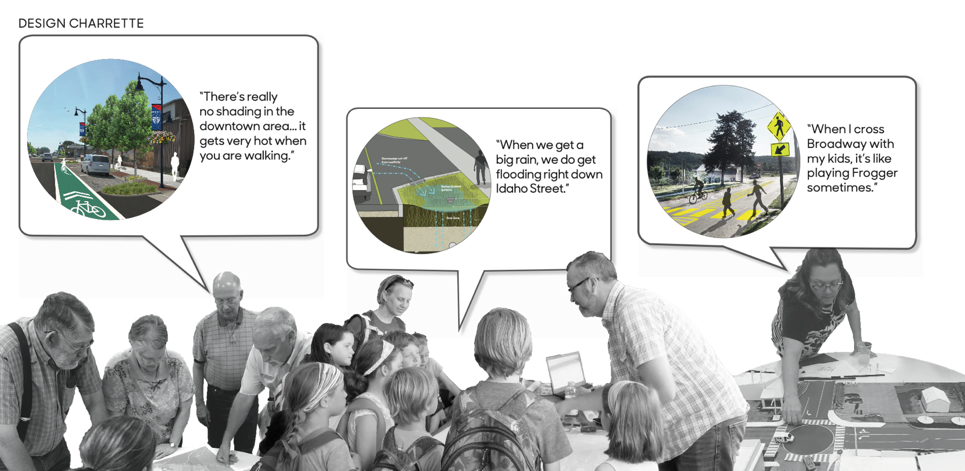 DESIGN CHARRETTE
"There's really
no shading in the
downtown area... it
gets very hot when
you are walking."
"When we get a
big rain, we do get
flooding right down
Idaho Street."
"When I cross
Broadway with
my kids, it's like
playing Frogger
sometimes."